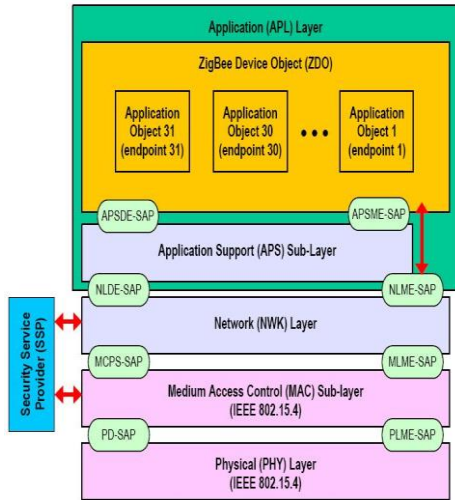 Application (APL) Layer
ZigBee Device Object (ZDO)
Application
Object 31
(endpoint 31)
Application
Object 30
(endpoint 30)
Application
Object 1
(endpoint 1)
APSDE-SAP
APSME-SAP
Application Support (APS) Sub-Layer
NLDE-SAP
NLME-SAP
Security Service
Provider (SSP)
Network (NWK) Layer
MCPS-SAP
MLME-SAP
Medium Access Control (MAC) Sub-layer
(IEEE 802.15.4)
PD-SAP
PLME-SAP
Physical (PHY) Layer
(IEEE 802.15.4)